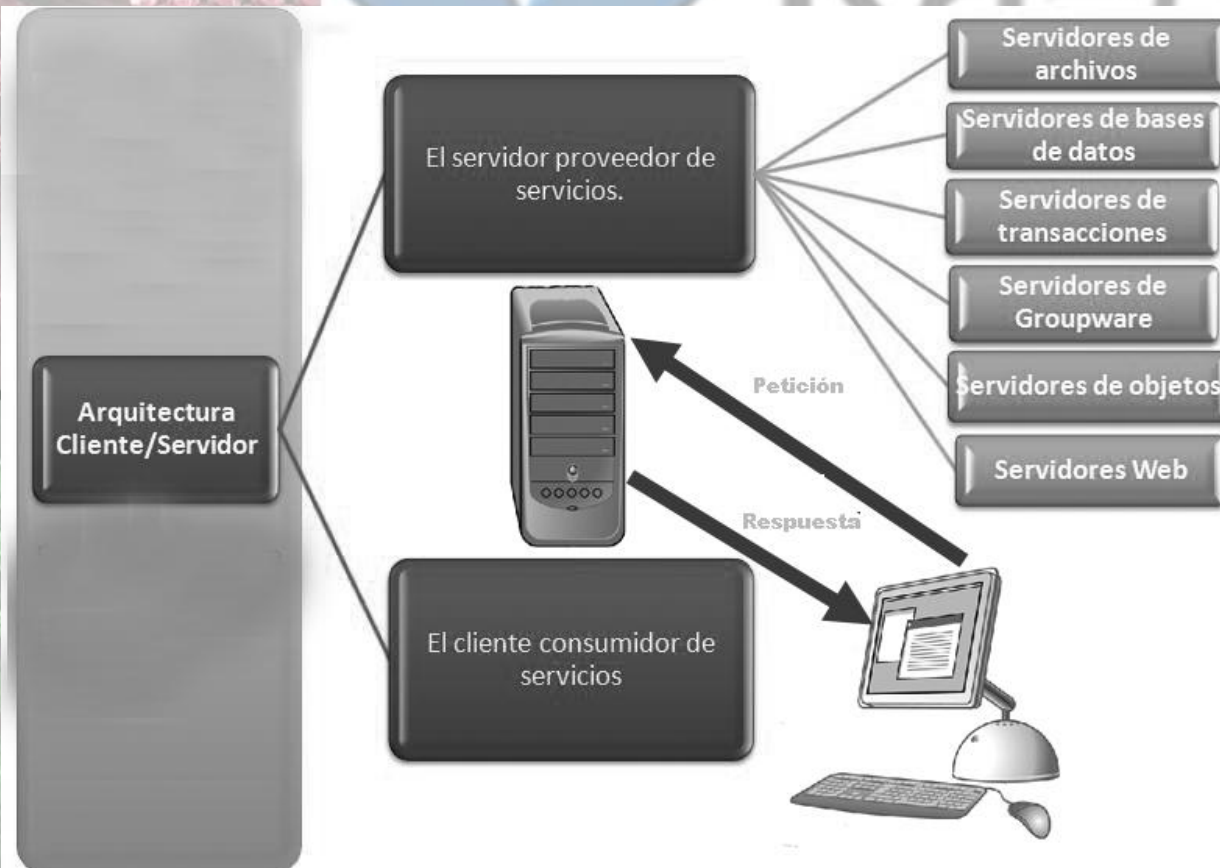 Arquitectura
Cliente/Servidor
El servidor proveedor de
servicios.
El cliente consumidor de
servicios
Petición
Respuesta
Servidores de
archivos
Servidores de bases
de datos
Servidores de
transacciones
Servidores de
Groupware
Servidores de objetos
Servidores Web